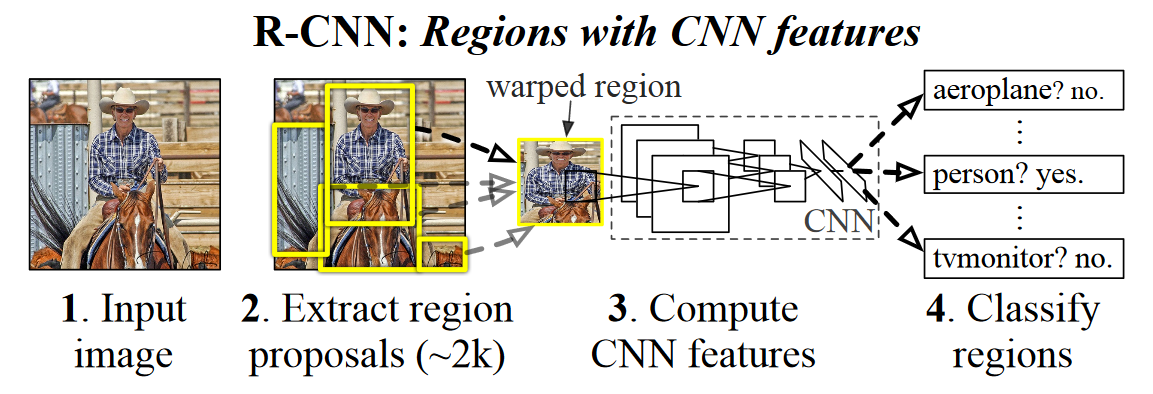 R-CNN: Regions with CNN features
warped region
aeroplane? no.
⋮
person? yes.
⋮
tvmonitor? no.
CNN
1. Input
image
2. Extract region
proposals (~2k)
3. Compute
CNN features
4. Classify
regions